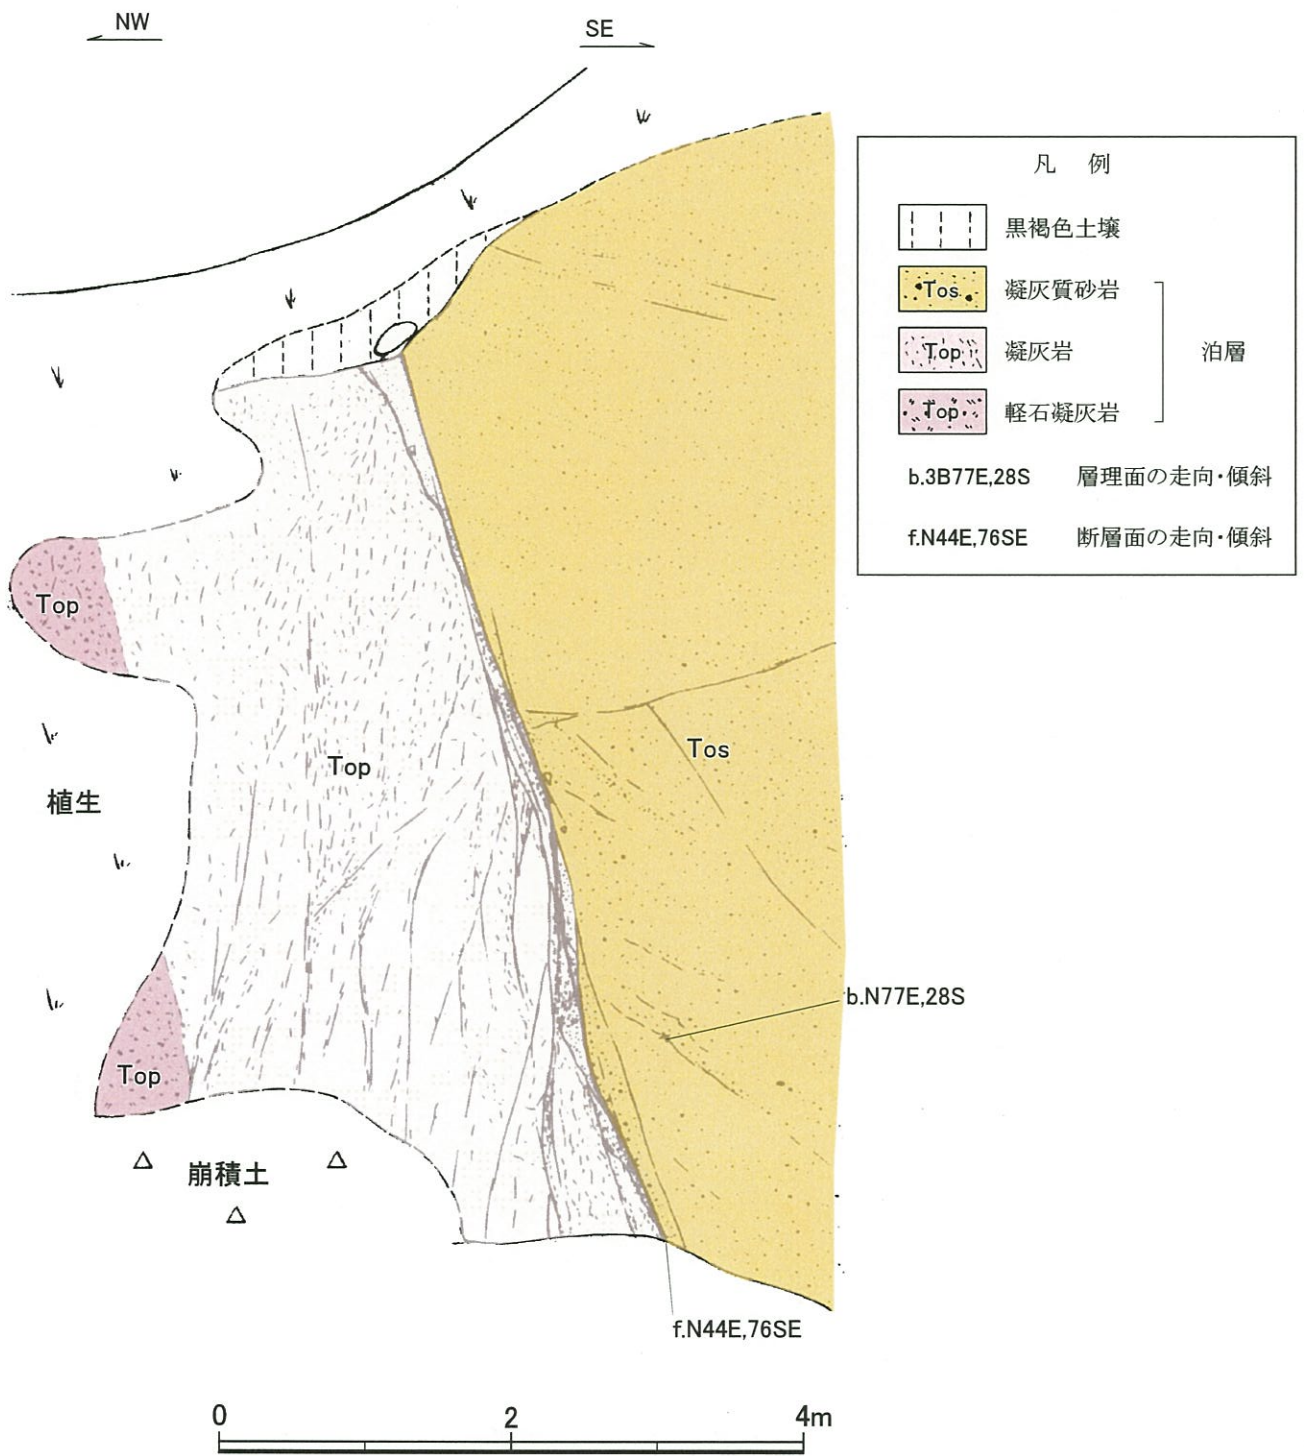 NW
SE
凡 例
黒褐色土壌
Tos 凝灰質砂岩
Top 凝灰岩
泊層
Top 軽石凝灰岩
b.3B77E,28S 層理面の走向・傾斜
f.N44E,76SE 断層面の走向・傾斜
Top
Tos
Top
植生
b.N77E,28S
Top
崩積土
f.N44E,76SE
0 2 4m